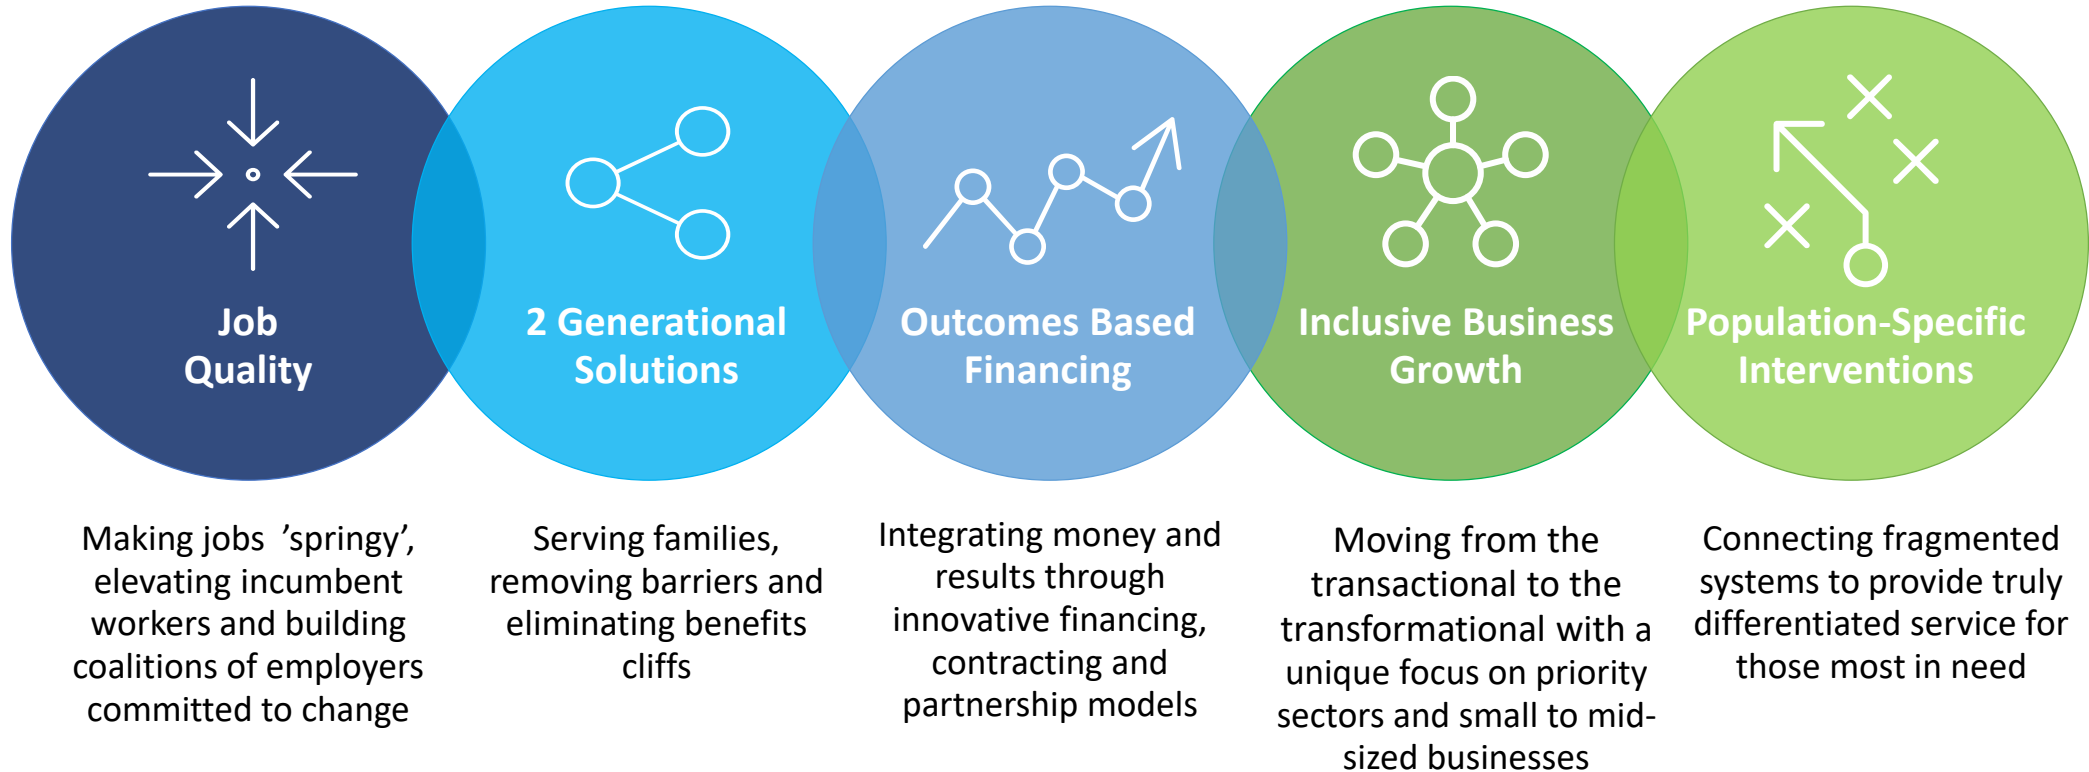 Job
Quality
2 Generational
Solutions
Outcomes Based
Financing
Inclusive Business
Growth
Population-Specific
Interventions
Making jobs  ’springy’,
elevating incumbent
workers and building
coalitions of employers
committed to change
Serving families,
removing barriers and
eliminating benefits
cliffs
Integrating money and
results through
innovative financing,
contracting and
partnership models
Moving from the
transactional to the
transformational with a
unique focus on priority
sectors and small to mid-
sized businesses
Connecting fragmented
systems to provide truly
differentiated service for
those most in need